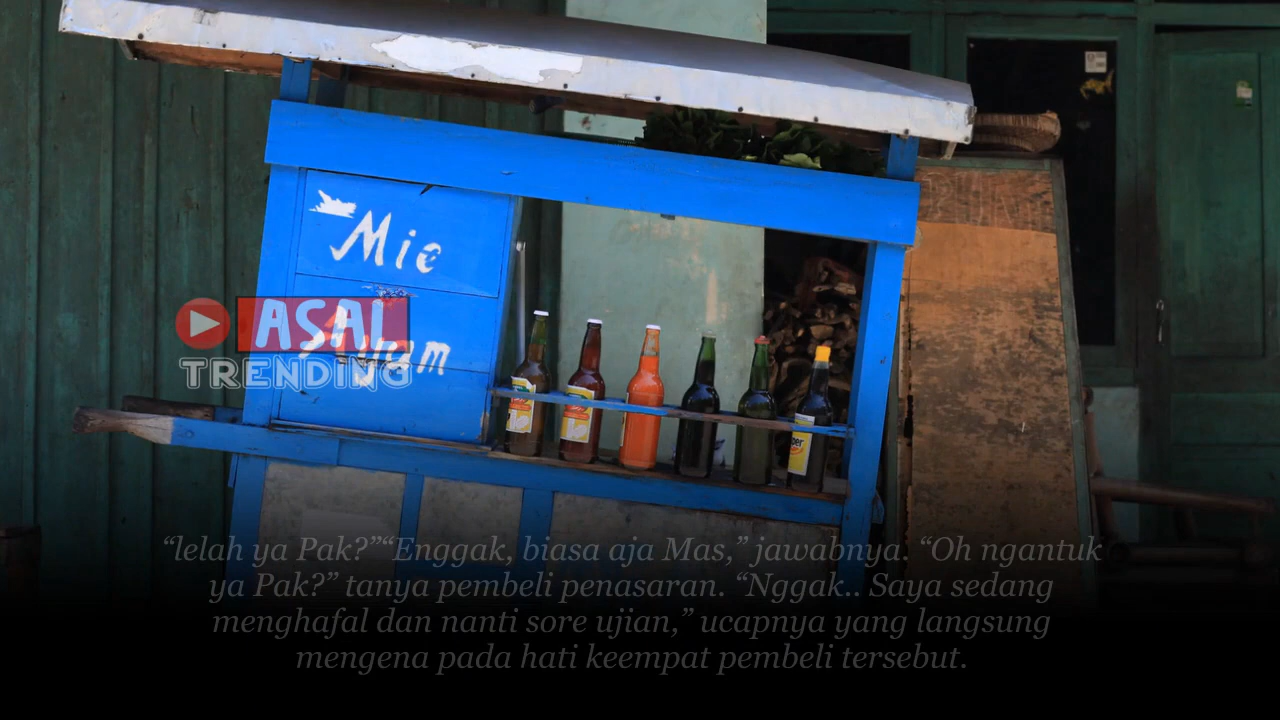 Mie
Ayam
ASAL
TRENDING
“lelah ya Pak?”“Enggak, biasa aja Mas,” jawabnya. “Oh ngantuk
ya Pak?” tanya pembeli penasaran. “Nggak.. Saya sedang
menghafal dan nanti sore ujian,” ucapnya yang langsung
mengena pada hati keempat pembeli tersebut.